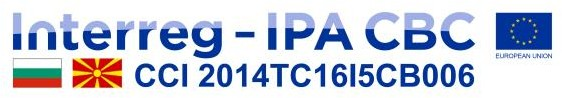 Interreg - IPA CBC
EUROPEAN UNION
CCI 2014TC16I5CB006